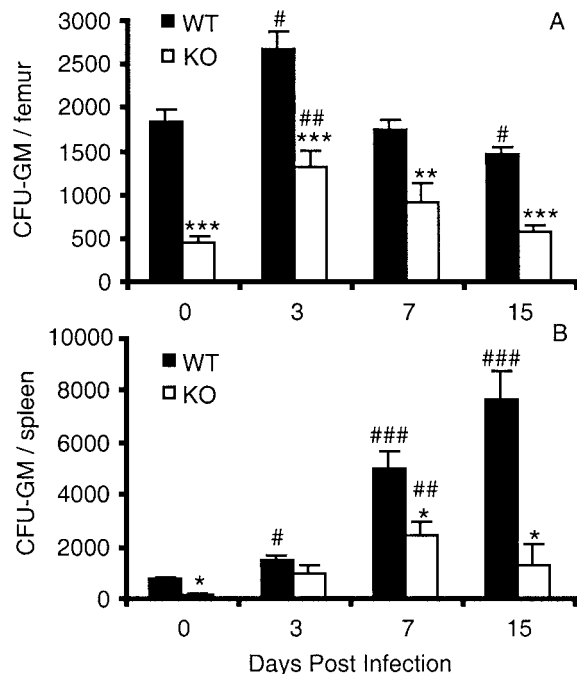 A
WT
KO
CFU-GM / femur
3000
2500
2000
1500
1000
500
0
#
##
***
***
**
#
***
0 3 7 15
B
WT
KO
CFU-GM / spleen
10000
8000
6000
4000
2000
0
*
#
###
##
*
###
*
0 3 7 15
Days Post Infection